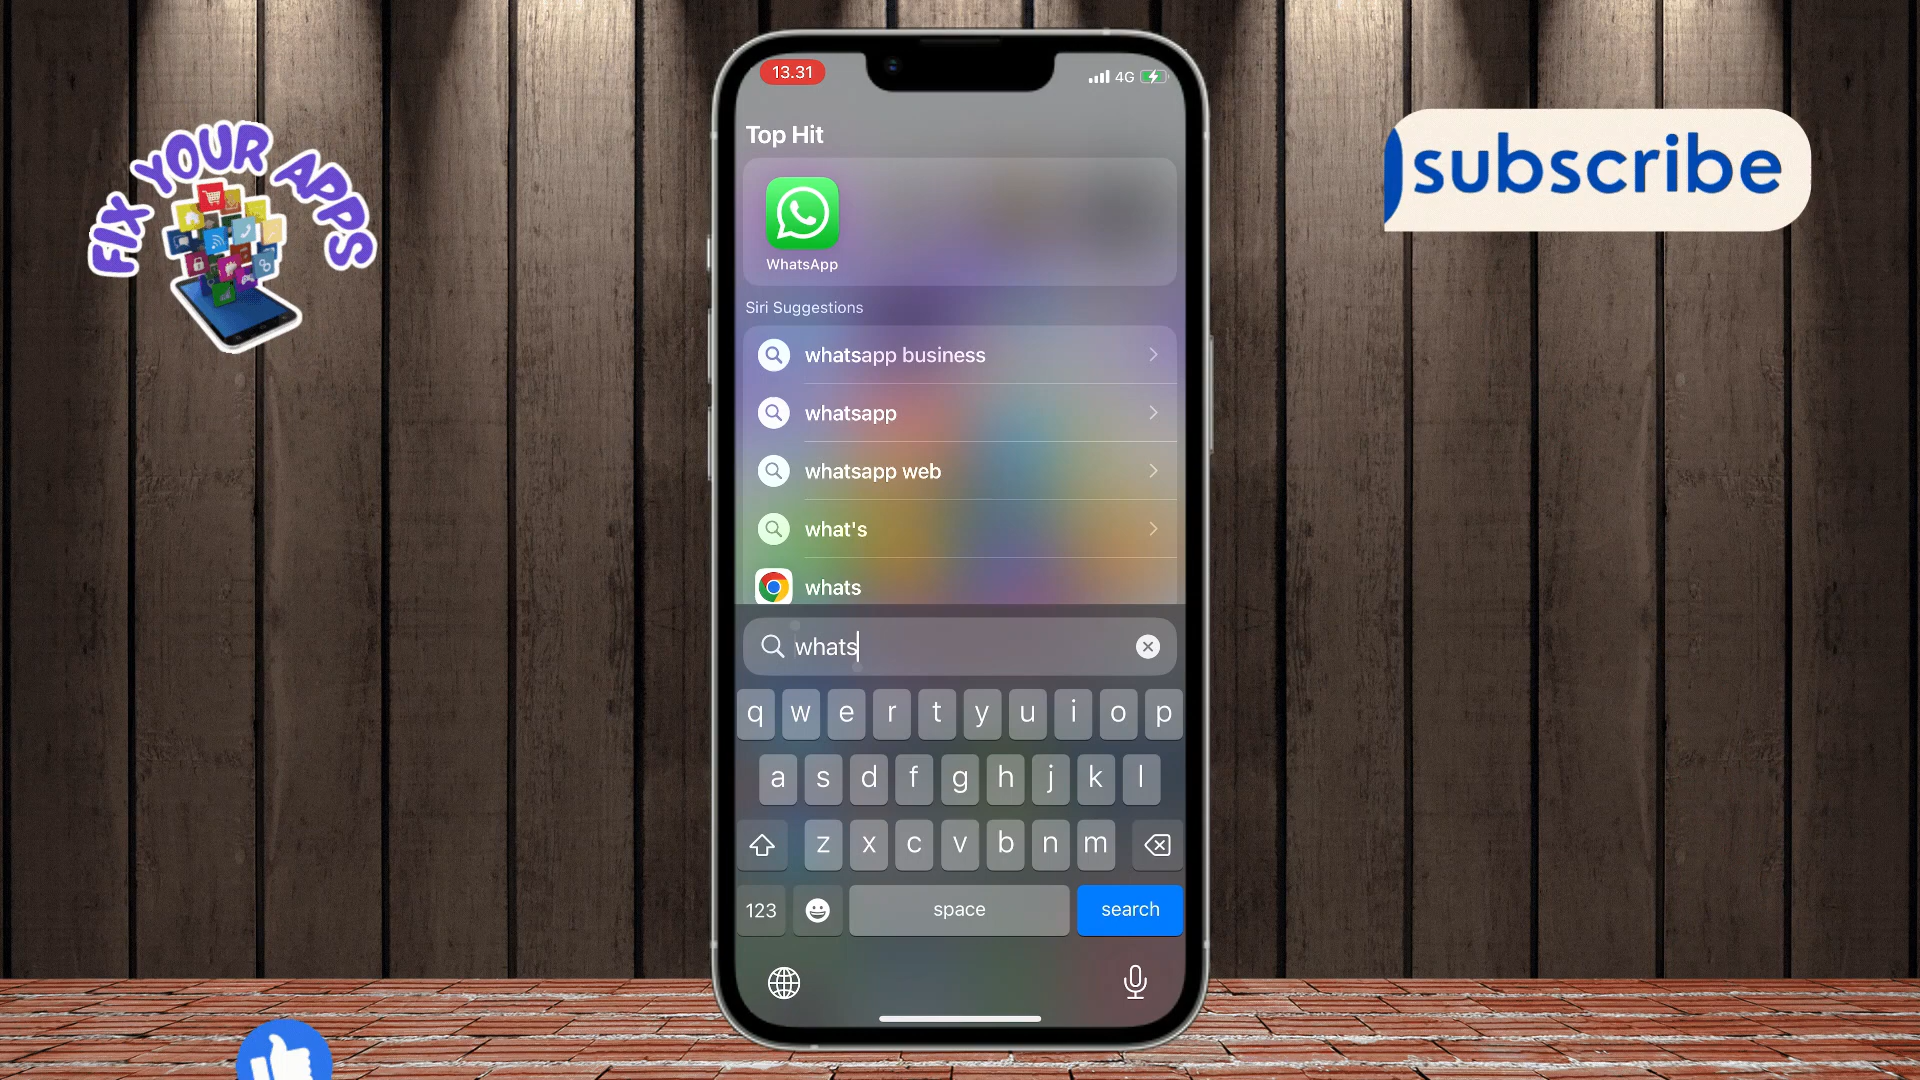 FIX YOUR APPS
subscribe
13.31
4G
Top Hit
WhatsApp
Siri Suggestions
whatsapp business
whatsapp
whatsapp web
what's
whats
whats
q w e r t y u i o p
a s d f g h j k l
z x c v b n m
123
space
search